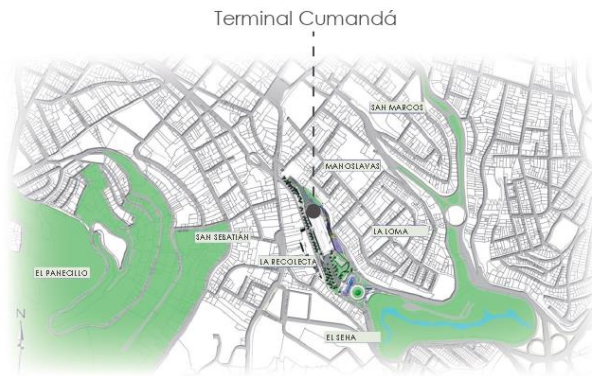 Terminal Cumandá
SAN MARCOS
MANOSLAVAS
SAN SEBATIÁN
LA LOMA
LA RECOLECTA
EL PANECILLO
EL SENA
N